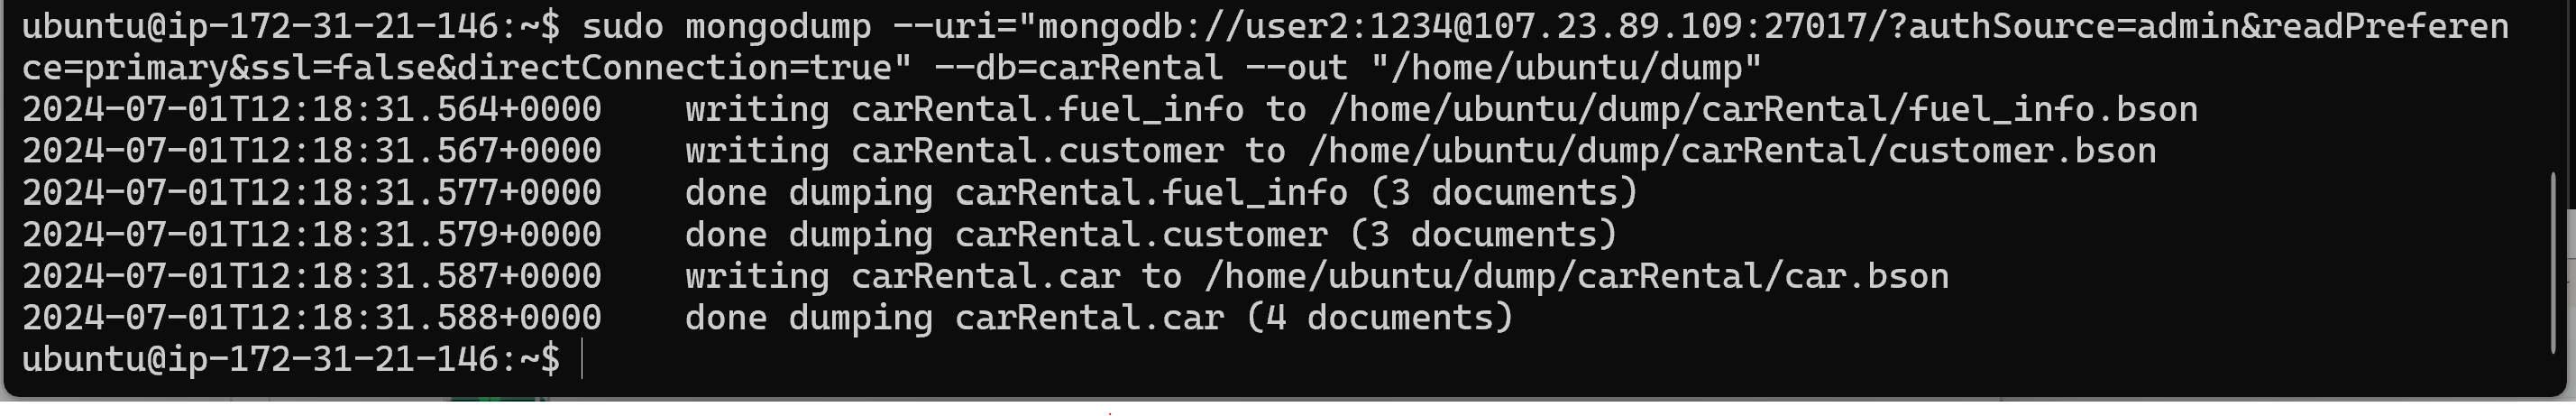 ubuntu@ip-172-31-21-146:~$ sudo mongodump --uri="mongodb://user2:1234@107.23.89.109:27017/?authSource=admin&readPreferen
ce=primary&ssl=false&directConnection=true" --db=carRental --out "/home/ubuntu/dump"
2024-07-01T12:18:31.564+0000    writing carRental.fuel_info to /home/ubuntu/dump/carRental/fuel_info.bson
2024-07-01T12:18:31.567+0000    writing carRental.customer to /home/ubuntu/dump/carRental/customer.bson
2024-07-01T12:18:31.577+0000    done dumping carRental.fuel_info (3 documents)
2024-07-01T12:18:31.579+0000    done dumping carRental.customer (3 documents)
2024-07-01T12:18:31.587+0000    writing carRental.car to /home/ubuntu/dump/carRental/car.bson
2024-07-01T12:18:31.588+0000    done dumping carRental.car (4 documents)
ubuntu@ip-172-31-21-146:~$